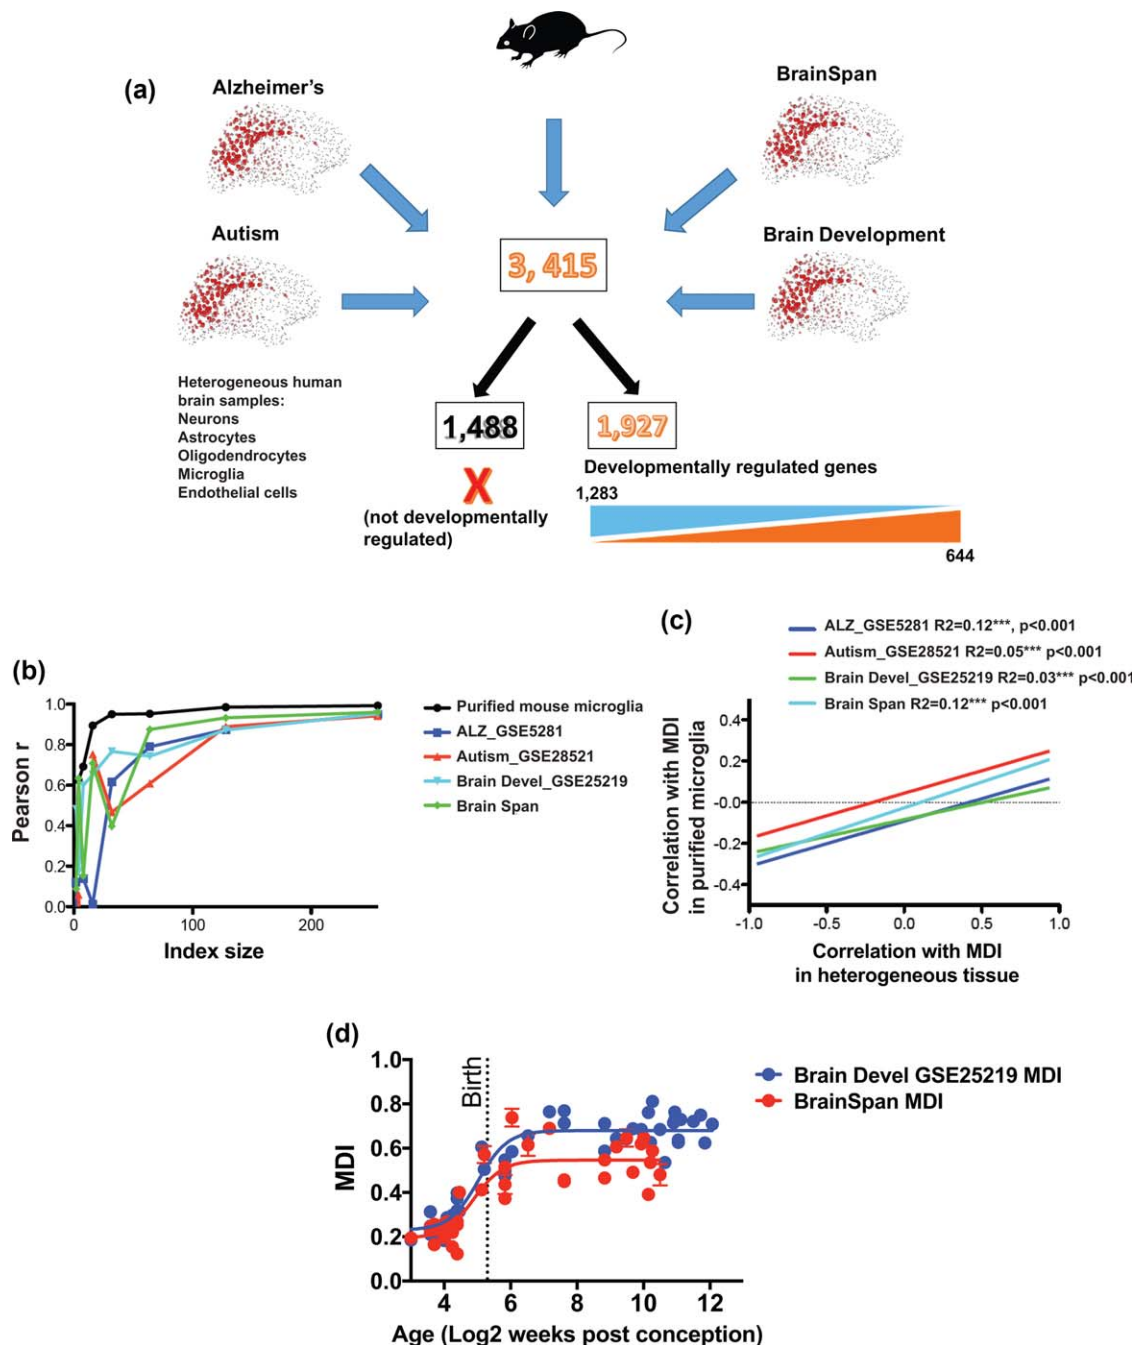 (a)
Alzheimer's
BrainSpan
Autism
Brain Development
3, 415
Heterogeneous human
brain samples:
Neurons
Astrocytes
Oligodendrocytes
Microglia
Endothelial cells
1,488
X
(not developmentally
regulated)
1,927
Developmentally regulated genes
1,283
644
(b)
Pearson r
1.0
0.8
0.6
0.4
0.2
0.0
0
100
200
Index size
Purified mouse microglia
ALZ_GSE5281
Autism_GSE28521
Brain Devel_GSE25219
Brain Span
(c)
ALZ_GSE5281 R2=0.12***, p<0.001
Autism_GSE28521 R2=0.05*** p<0.001
Brain Devel_GSE25219 R2=0.03*** p<0.001
Brain Span R2=0.12*** p<0.001
Correlation with MDI
in purified microglia
0.4
0.2
-0.0
-0.2
-0.4
-1.0
-0.5
0.0
0.5
1.0
Correlation with MDI
in heterogeneous tissue
(d)
MDI
1.0
0.8
0.6
0.4
0.2
0.0
Birth
4
6
8
10
12
Age (Log2 weeks post conception)
Brain Devel GSE25219 MDI
BrainSpan MDI